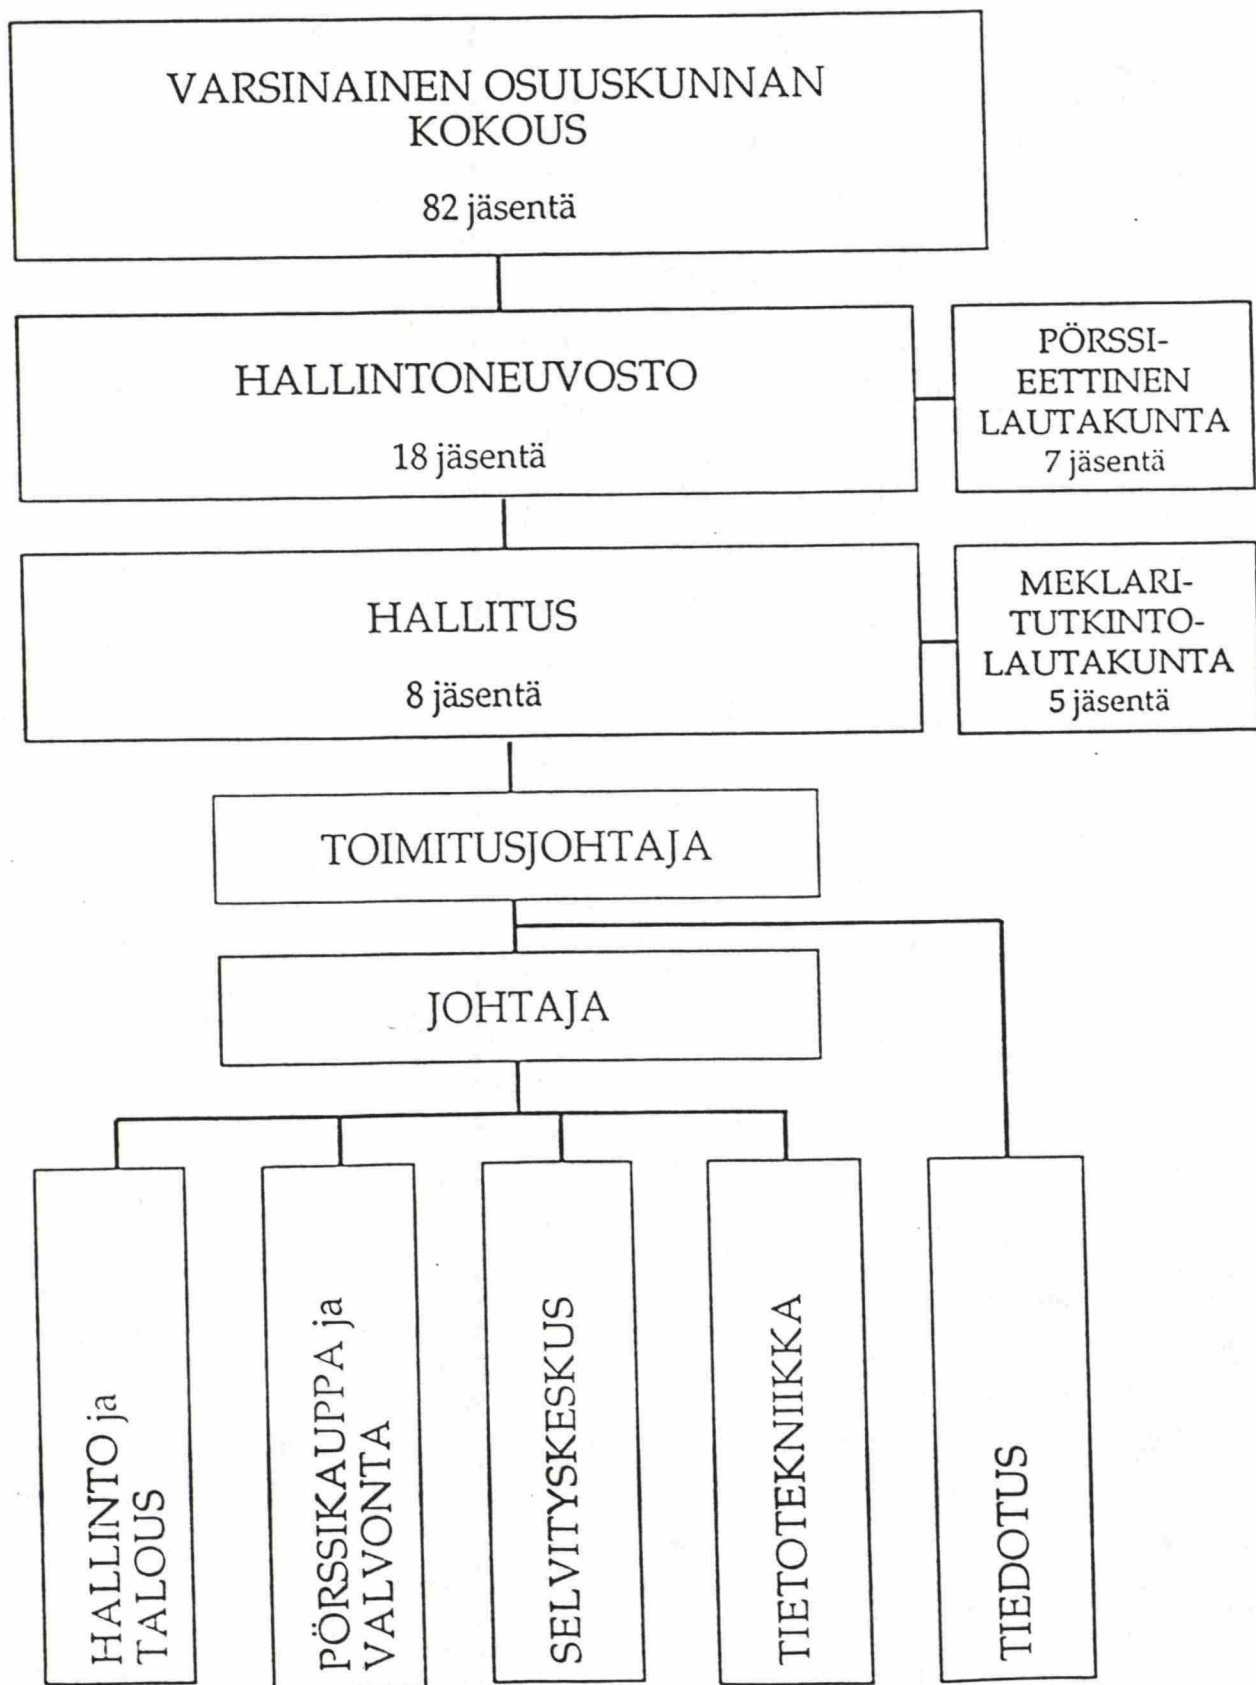 VARSINAINEN OSUUSKUNNAN
KOKOUS
82 jäsentä
HALLINTONEUVOSTO
18 jäsentä
PÖRSSI-
EETTINEN
LAUTAKUNTA
7 jäsentä
HALLITUS
8 jäsentä
MEKLARI-
TUTKINTO-
LAUTAKUNTA
5 jäsentä
TOIMITUSJOHTAJA
JOHTAJA
HALLINTO ja
TALOUS
PÖRSSIKAUPPA ja
VALVONTA
SELVITYSKESKUS
TIETOTEKNIIKKA
TIEDOTUS